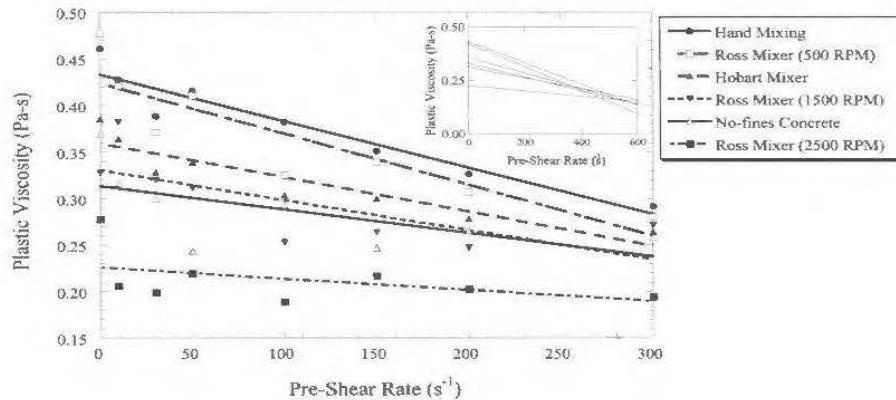 0.50
0.45
0.40
0.35
0.30
0.25
0.20
0.15
Plastic Viscosity (Pa-s)
0
50
100
150
200
250
300
Pre-Shear Rate (s⁻¹)
0.50
0.25
0.00
Plastic Viscosity (Pa-s)
0
200
400
600
Pre-Shear Rate (s
Hand Mixing
Ross Mixer (500 RPM)
Hobart Mixer
Ross Mixer (1500 RPM)
No-fines Concrete
Ross Mixer (2500 RPM)